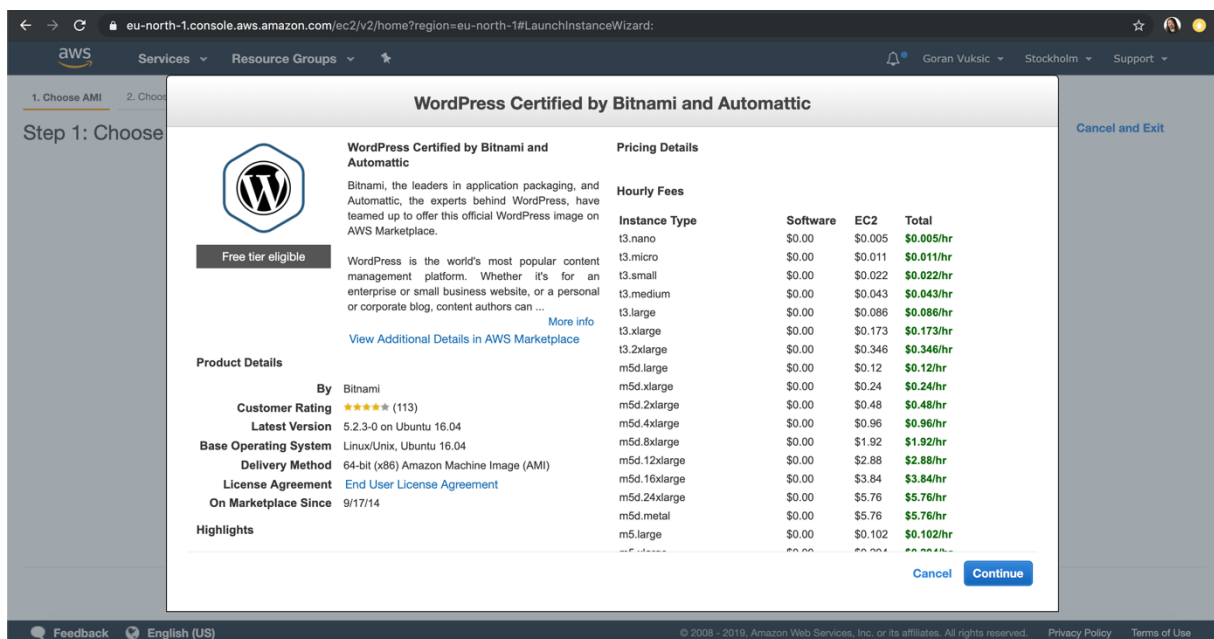 eu-north-1.console.aws.amazon.com/ec2/v2/home?region=eu-north-1#LaunchInstanceWizard:
aws Services Resource Groups Goran Vuksic Stockholm Support
1. Choose AMI 2. Choos
Step 1: Choose
Cancel and Exit
WordPress Certified by Bitnami and Automattic
W
Free tier eligible
WordPress Certified by Bitnami and
Automattic
Bitnami, the leaders in application packaging, and
Automattic, the experts behind WordPress, have
teamed up to offer this official WordPress image on
AWS Marketplace.
WordPress is the world's most popular content
management platform. Whether it's for an
enterprise or small business website, or a personal
or corporate blog, content authors can ...
More info
View Additional Details in AWS Marketplace
Product Details
By Bitnami
Customer Rating (113)
Latest Version 5.2.3-0 on Ubuntu 16.04
Base Operating System Linux/Unix, Ubuntu 16.04
Delivery Method 64-bit (x86) Amazon Machine Image (AMI)
License Agreement End User License Agreement
On Marketplace Since 9/17/14
Highlights
Pricing Details
Hourly Fees
Instance Type Software EC2 Total
t3.nano $0.00 $0.005 $0.005/hr
t3.micro $0.00 $0.011 $0.011/hr
t3.small $0.00 $0.022 $0.022/hr
t3.medium $0.00 $0.043 $0.043/hr
t3.large $0.00 $0.086 $0.086/hr
t3.xlarge $0.00 $0.173 $0.173/hr
t3.2xlarge $0.00 $0.346 $0.346/hr
m5d.large $0.00 $0.12 $0.12/hr
m5d.xlarge $0.00 $0.24 $0.24/hr
m5d.2xlarge $0.00 $0.48 $0.48/hr
m5d.4xlarge $0.00 $0.96 $0.96/hr
m5d.8xlarge $0.00 $1.92 $1.92/hr
m5d.12xlarge $0.00 $2.88 $2.88/hr
m5d.16xlarge $0.00 $3.84 $3.84/hr
m5d.24xlarge $0.00 $5.76 $5.76/hr
m5d.metal $0.00 $5.76 $5.76/hr
m5.large $0.00 $0.102 $0.102/hr
Cancel Continue
Feedback English (US) © 2008 - 2019, Amazon Web Services, Inc. or its affiliates. All rights reserved. Privacy Policy Terms of Use